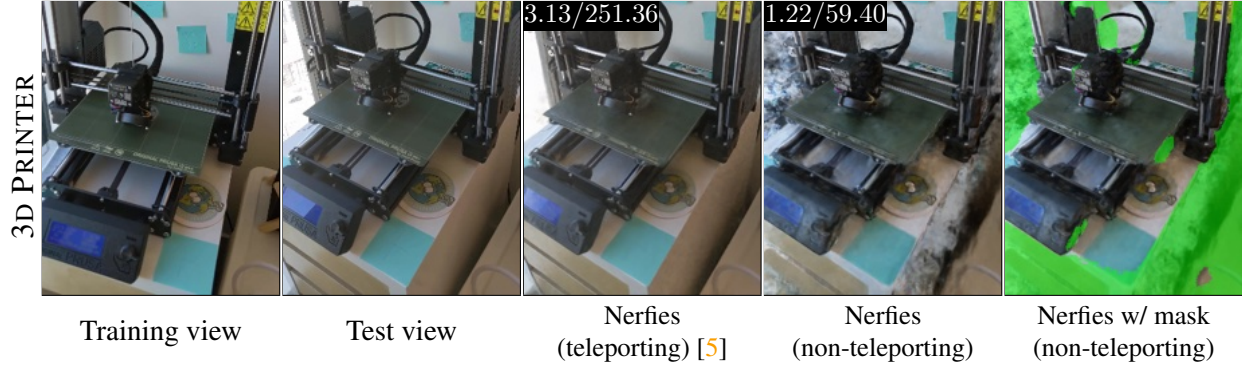 3.13/251.36
1.22/59.40
3D PRINTER
Training view
Test view
Nerfies
(teleporting) [5]
Nerfies
(non-teleporting)
Nerfies w/ mask
(non-teleporting)